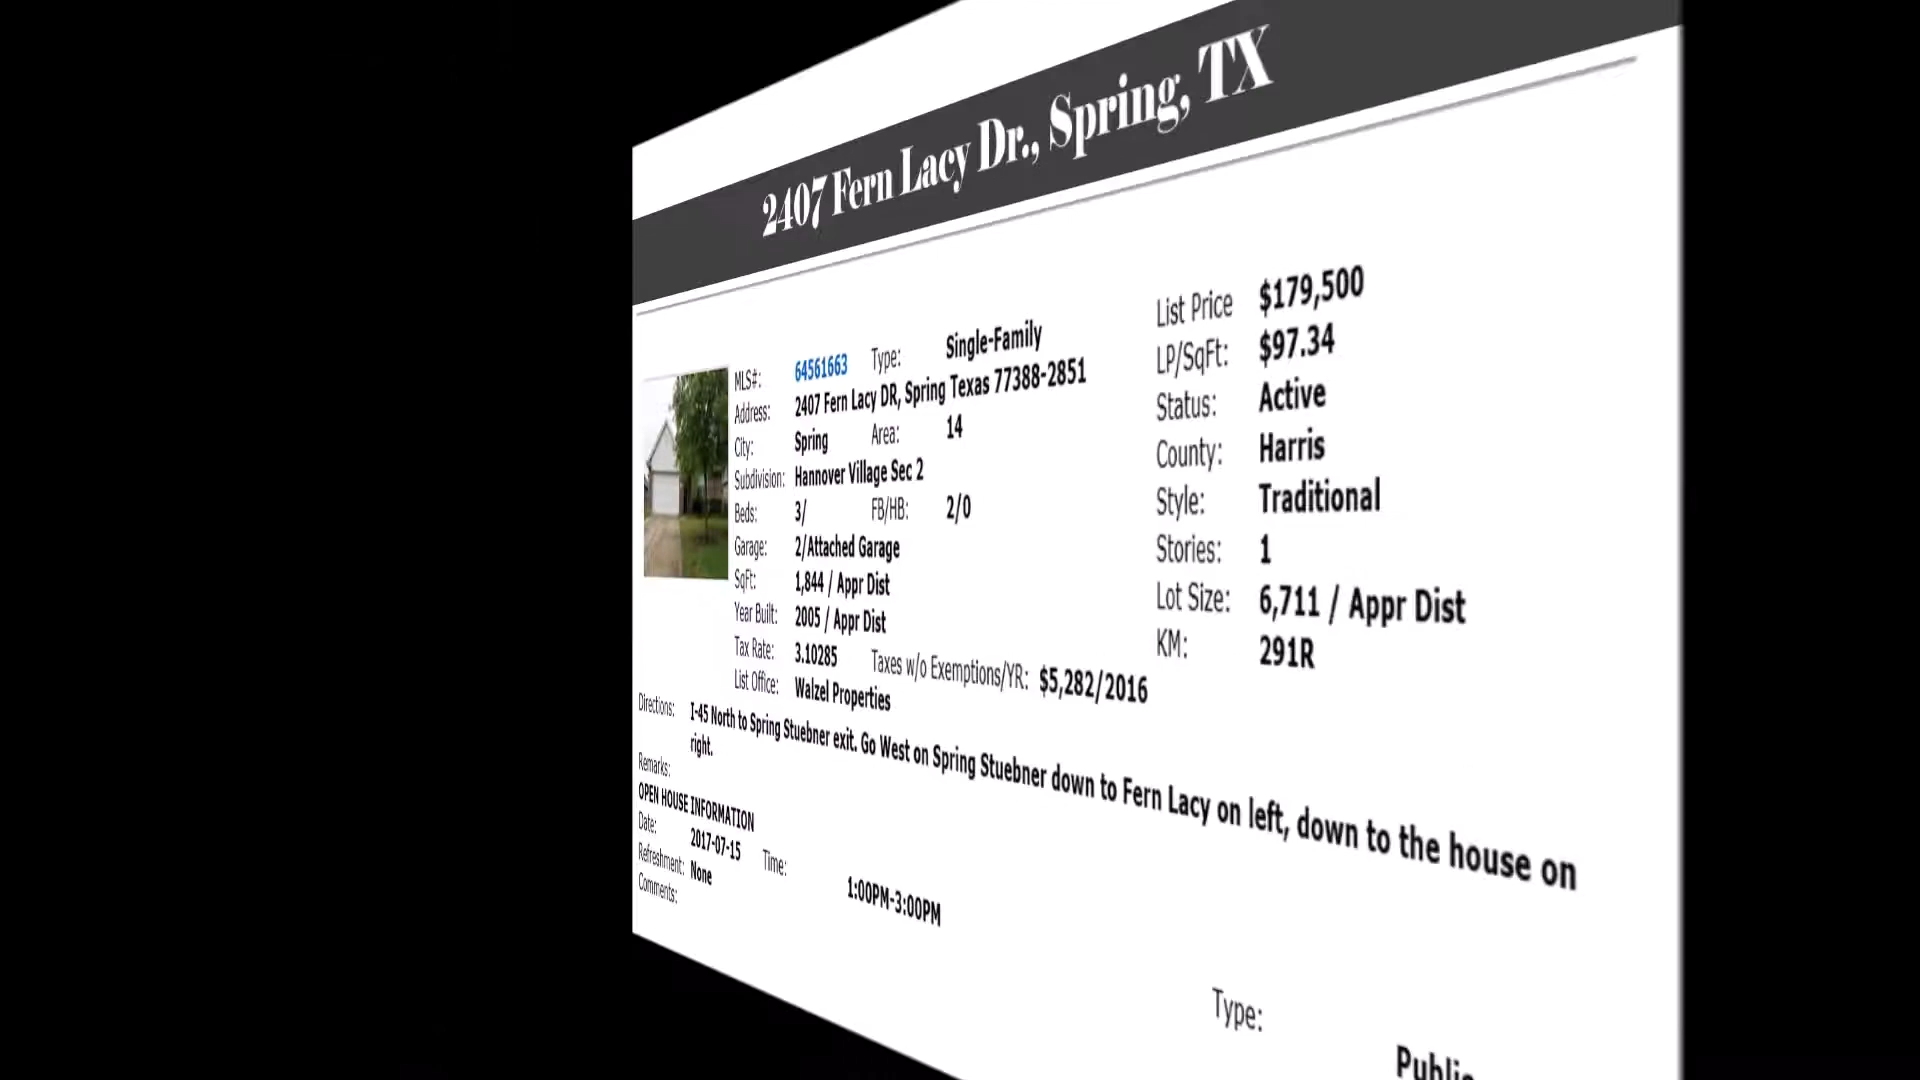 2407 Fern Lacy Dr., Spring, TX
MLS#: 64561663 Type: Single-Family
Address: 2407 Fern Lacy DR, Spring Texas 77388-2851
City: Spring Area: 14
Subdivision: Hannover Village Sec 2
Beds: 3/ FB/HB: 2/0
Garage: 2/Attached Garage
SqFt: 1,844 / Appr Dist
Year Built: 2005 / Appr Dist
Tax Rate: 3.10285 Taxes w/o Exemptions/YR: $5,282/2016
List Office: Walzel Properties
List Price $179,500
LP/SqFt: $97.34
Status: Active
County: Harris
Style: Traditional
Stories: 1
Lot Size: 6,711 / Appr Dist
KM: 291R
Directions: I-45 North to Spring Stuebner exit. Go West on Spring Stuebner down to Fern Lacy on left, down to the house on
right.
Remarks:
OPEN HOUSE INFORMATION
Date: 2017-07-15 Time: 1:00PM-3:00PM
Refreshment: None
Comments:
Type: Public